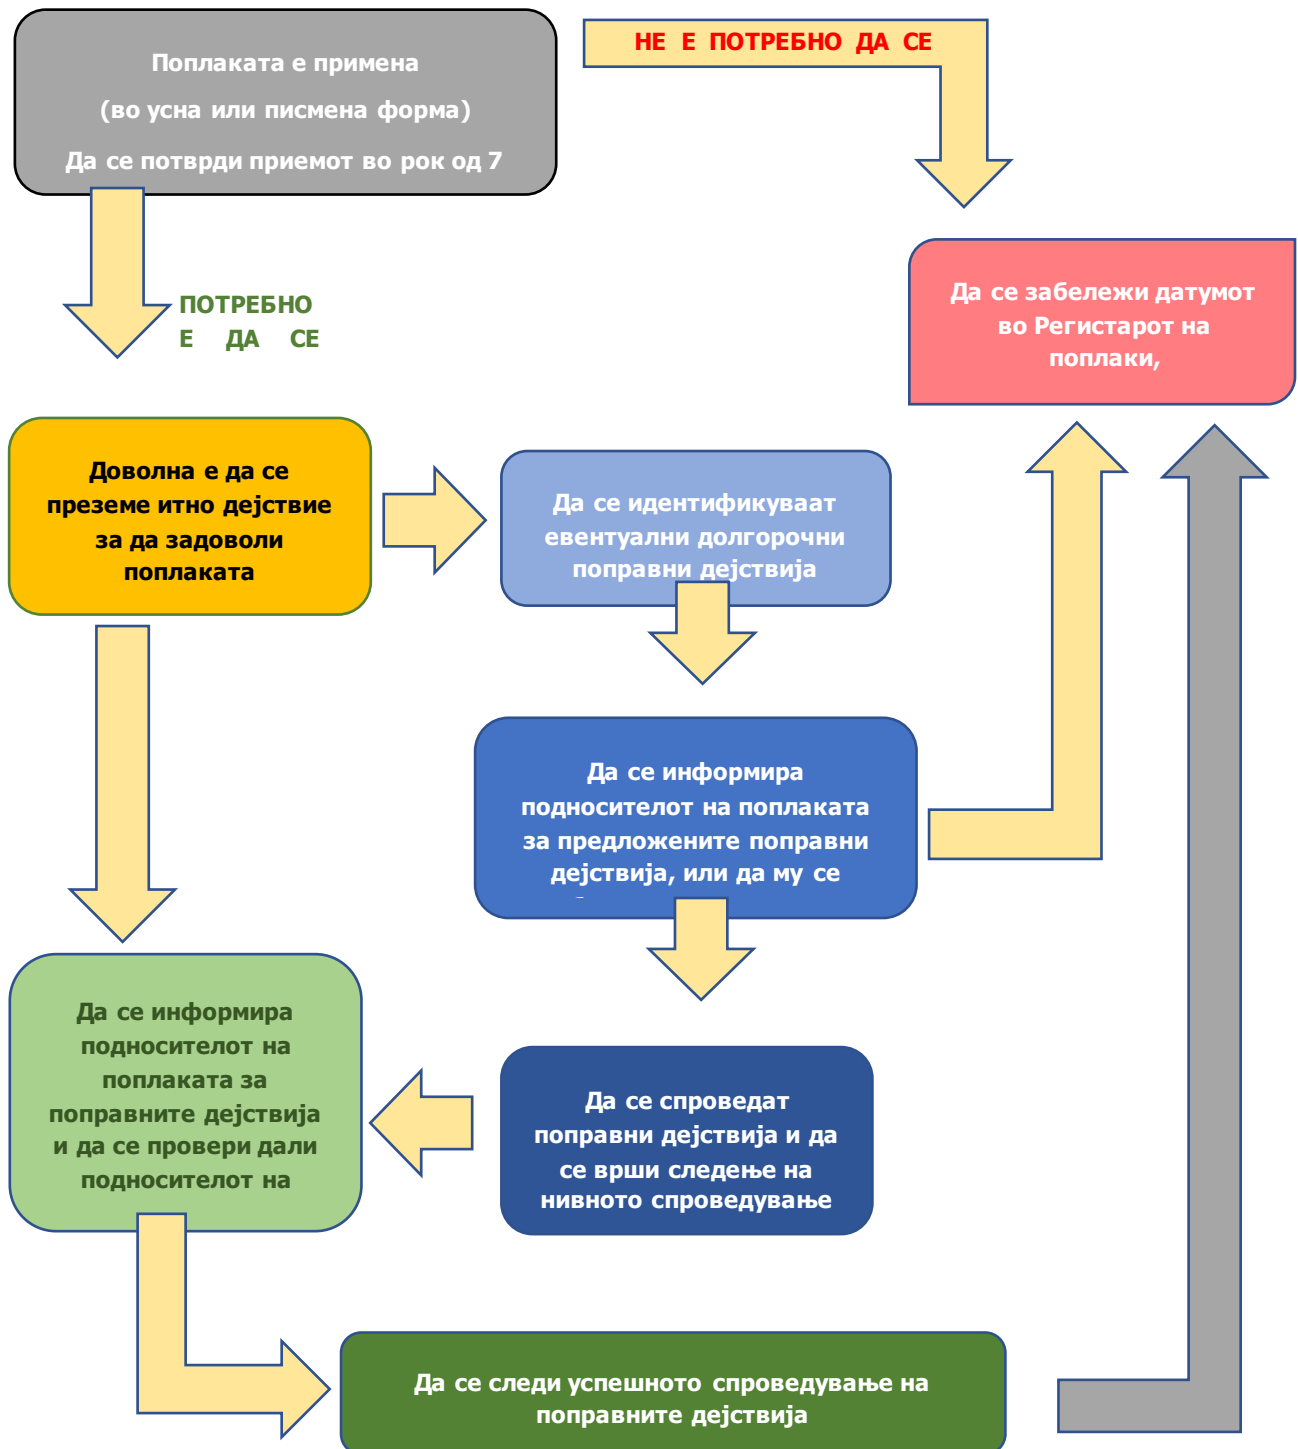 Поплаката е примена
(во усна или писмена форма)
Да се потврди приемот во рок од 7
НЕ Е ПОТРЕБНО ДА СЕ
ПОТРЕБНО
Е ДА СЕ
Да се забележи датумот
во Регистарот на
поплаки,
Доволна е да се
преземе итно дејствие
за да задоволи
поплаката
Да се идентификуваат
евентуални долгорочни
поправни дејствија
Да се информира
подносителот на поплаката
за предложените поправни
дејствија, или да му се
Да се информира
подносителот на
поплаката за
поправните дејствија
и да се провери дали
подносителот на
Да се спроведат
поправни дејствија и да
се врши следење на
нивното спроведување
Да се следи успешното спроведување на
поправните дејствија